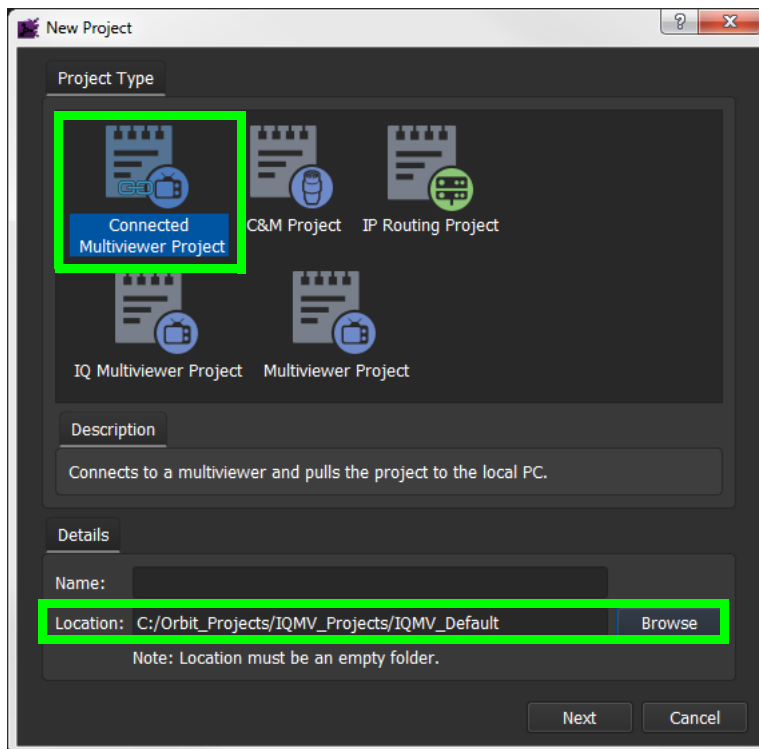 New Project
Project Type
Connected
Multiviewer Project
C&M Project
IP Routing Project
IQ Multiviewer Project
Multiviewer Project
Description
Connects to a multiviewer and pulls the project to the local PC.
Details
Name:
Location: C:/Orbit_Projects/IQMV_Projects/IQMV_Default Browse
Note: Location must be an empty folder.
Next Cancel